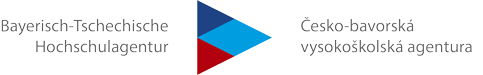 Bayerisch-Tschechische
Hochschulagentur
Česko-bavorská
vysokoškolská agentura